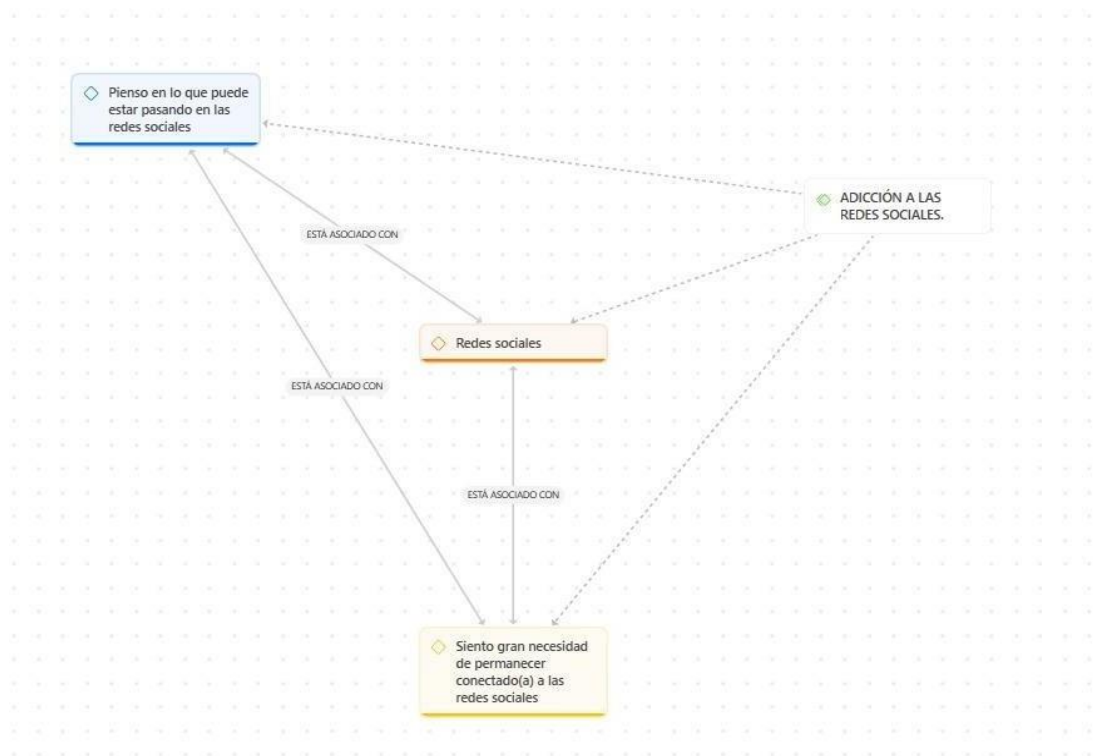 Pienso en lo que puede
estar pasando en las
redes sociales
ADICCIÓN A LAS
REDES SOCIALES.
ESTÁ ASOCIADO CON
Redes sociales
ESTÁ ASOCIADO CON
ESTÁ ASOCIADO CON
Siento gran necesidad
de permanecer
conectado(a) a las
redes sociales